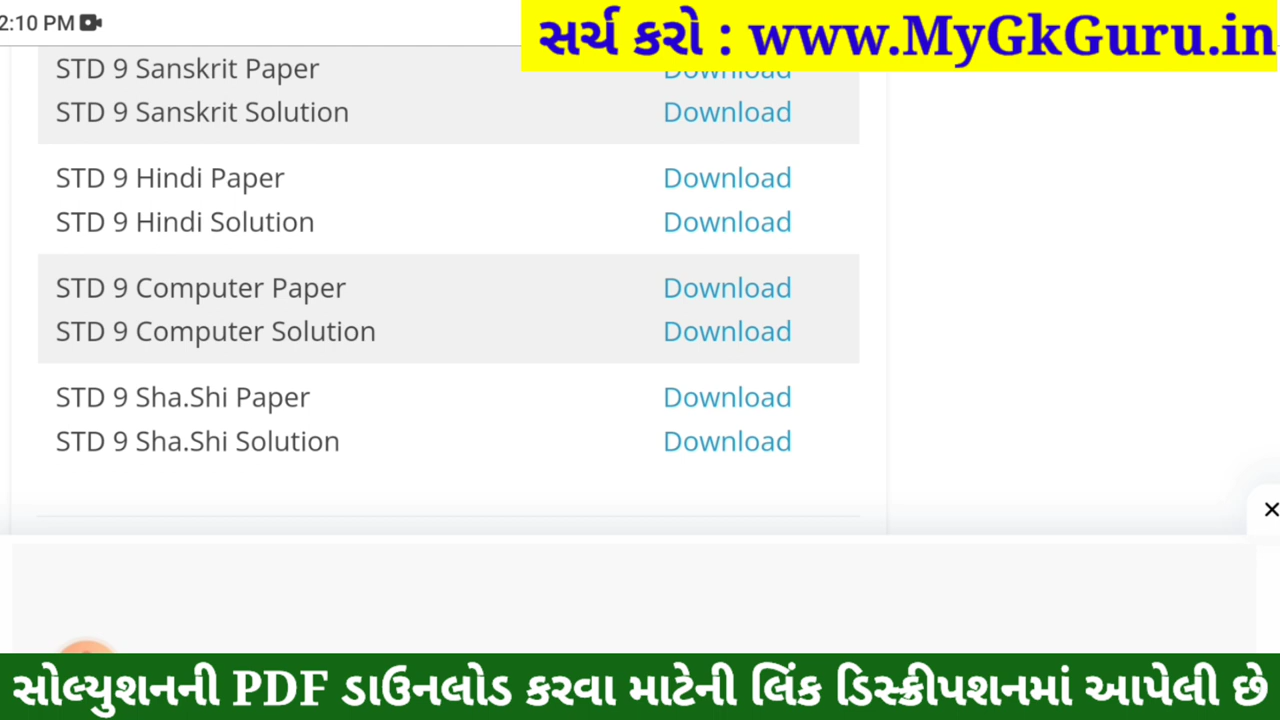 2:10 PM
સર્ચ કરો : www.MyGkGuru.in
STD 9 Sanskrit Paper Download
STD 9 Sanskrit Solution Download
STD 9 Hindi Paper Download
STD 9 Hindi Solution Download
STD 9 Computer Paper Download
STD 9 Computer Solution Download
STD 9 Sha.Shi Paper Download
STD 9 Sha.Shi Solution Download
સોલ્યુશનની PDF ડાઉનલોડ કરવા માટેની લિંક ડિસ્ક્રીપશનમાં આપેલી છે